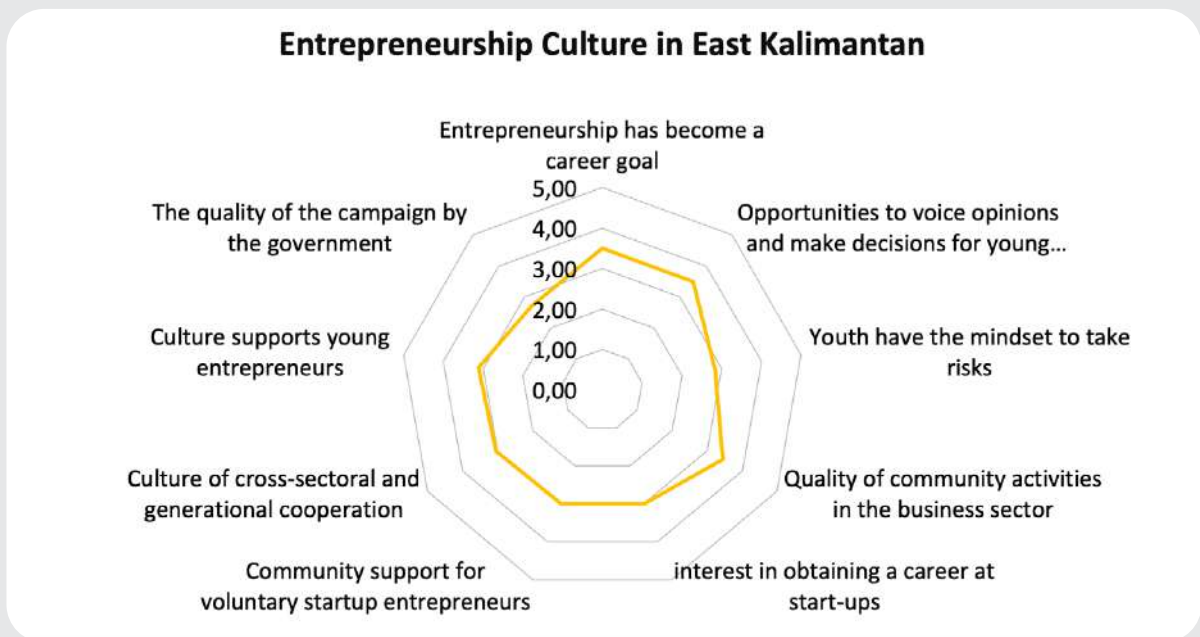 Entrepreneurship Culture in East Kalimantan
Entrepreneurship has become a
career goal
5,00
4,00
3,00
2,00
1,00
0,00
Opportunities to voice opinions
and make decisions for young...
Youth have the mindset to take
risks
Quality of community activities
in the business sector
interest in obtaining a career at
start-ups
Community support for
voluntary startup entrepreneurs
Culture of cross-sectoral and
generational cooperation
Culture supports young
entrepreneurs
The quality of the campaign by
the government